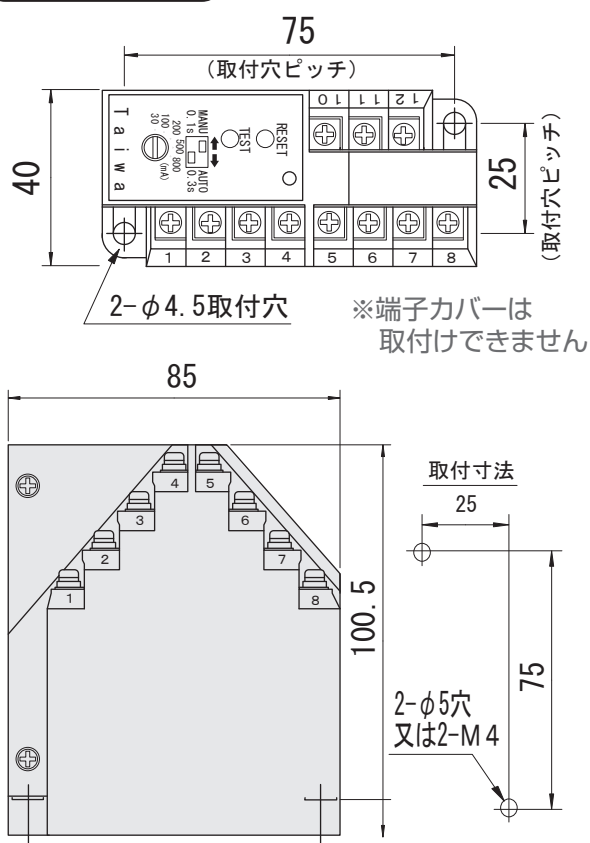 75
(取付穴ピッチ)
40
Taiwa
30
100
200
500
800
(mA)
MANU
0.1s
AUTO
0.3s
TEST
RESET
10 11 12
25
(取付穴ピッチ)
1 2 3 4 5 6 7 8
2-φ4.5取付穴
※端子カバーは
取付けできません
85
4 5
3 6
2 7
1 8
100.5
取付寸法
25
75
2-φ5穴
又は2-M4